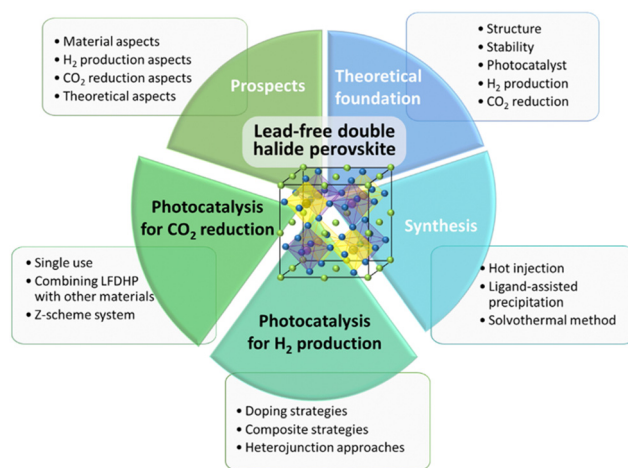 • Material aspects
• H₂ production aspects
• CO₂ reduction aspects
• Theoretical aspects
Prospects
Theoretical
foundation
• Structure
• Stability
• Photocatalyst
• H₂ production
• CO₂ reduction
Lead-free double
halide perovskite
Photocatalysis
for CO₂ reduction
Synthesis
• Single use
• Combining LFDHP
with other materials
• Z-scheme system
• Hot injection
• Ligand-assisted
precipitation
• Solvothermal method
Photocatalysis
for H₂ production
• Doping strategies
• Composite strategies
• Heterojunction approaches